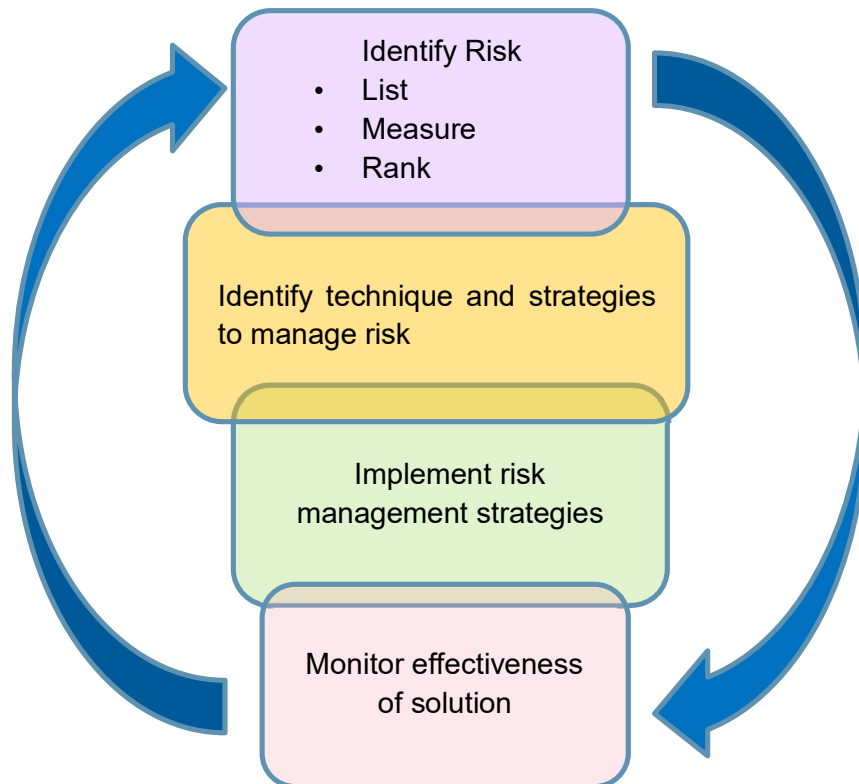 Identify Risk
• List
• Measure
• Rank
Identify technique and strategies
to manage risk
Implement risk
management strategies
Monitor effectiveness
of solution